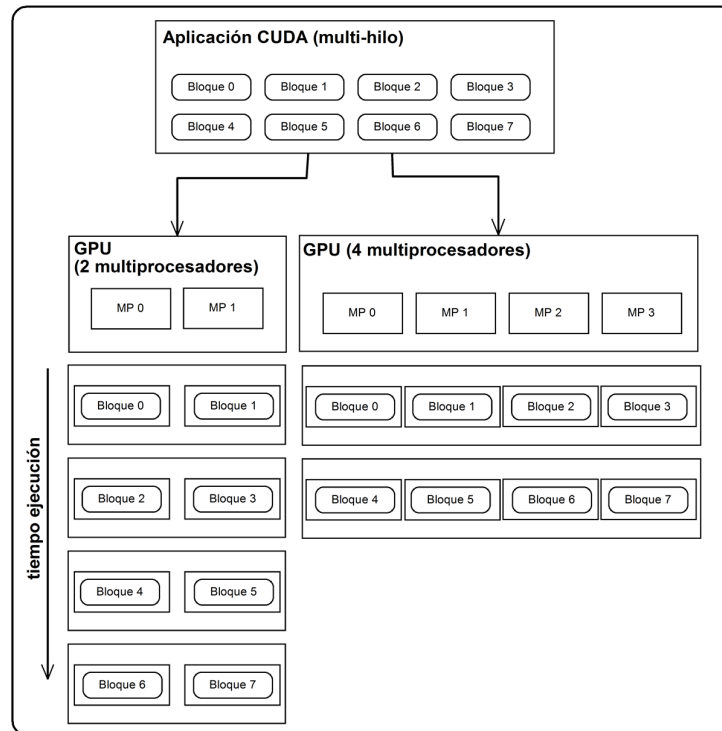 Aplicación CUDA (multi-hilo)
Bloque 0 Bloque 1 Bloque 2 Bloque 3
Bloque 4 Bloque 5 Bloque 6 Bloque 7
GPU
(2 multiprocesadores)
MP 0 MP 1
GPU (4 multiprocesadores)
MP 0 MP 1 MP 2 MP 3
tiempo ejecución
Bloque 0 Bloque 1
Bloque 2 Bloque 3
Bloque 4 Bloque 5
Bloque 6 Bloque 7
Bloque 0 Bloque 1 Bloque 2 Bloque 3
Bloque 4 Bloque 5 Bloque 6 Bloque 7